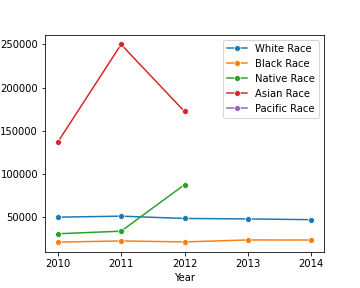 250000
200000
150000
100000
50000
White Race
Black Race
Native Race
Asian Race
Pacific Race
2010 2011 2012 2013 2014
Year